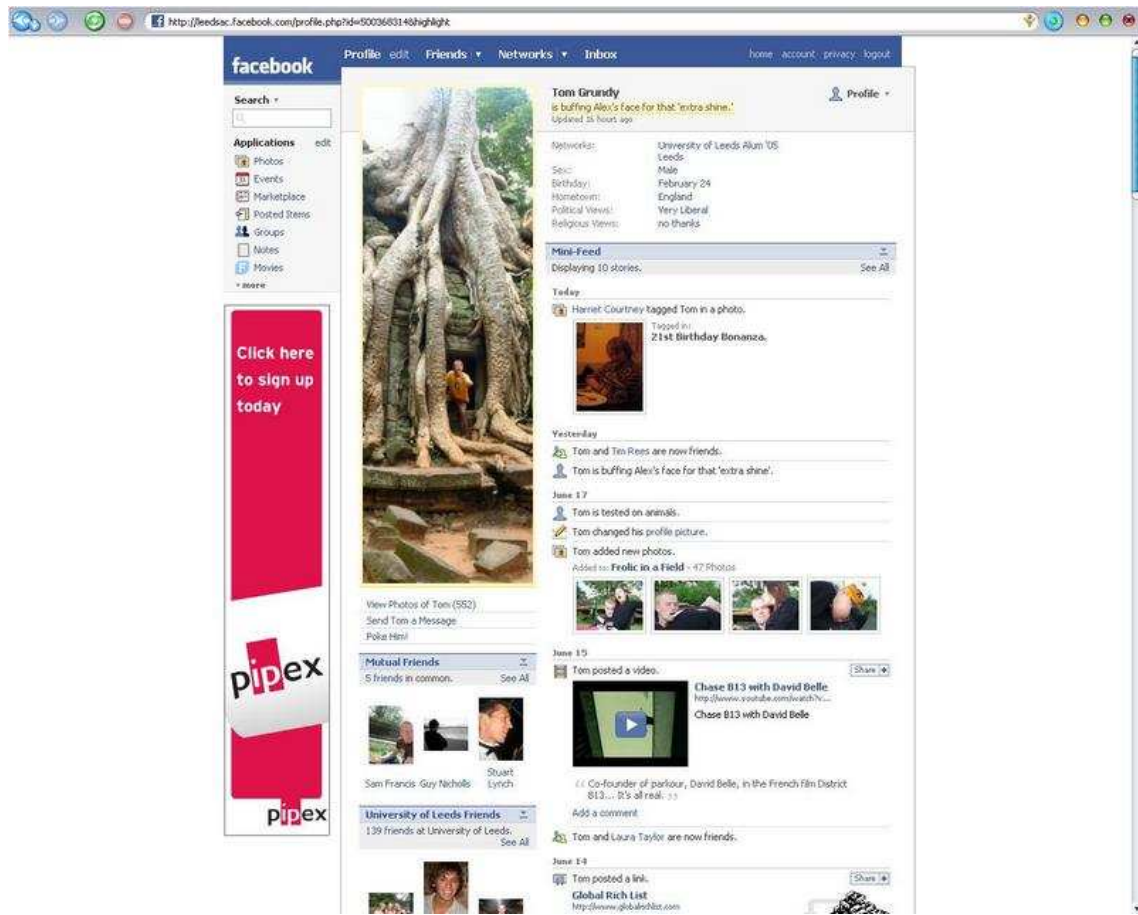 http://leedsac.facebook.com/profile.php?id=500368314&highlight
facebook
Profile edit Friends Networks Inbox
home account privacy logout
Search
Applications edit
Photos
Events
Marketplace
Posted Items
Groups
Notes
Movies
more
Click here
to sign up
today
pipex
pipex
View Photos of Tom (552)
Send Tom a Message
Poke Him!
Mutual Friends
5 friends in common. See All
Sam Francis Guy Nicholls Stuart
Lynch
University of Leeds Friends
139 friends at University of Leeds.
See All
Tom Grundy
is buffing Alex's face for that 'extra shine.'
Updated 16 hours ago
Profile
Networks: University of Leeds Alum '05
Leeds
Sex: Male
Birthday: February 24
Hometown: England
Political Views: Very Liberal
Religious Views: no thanks
Mini-Feed
Displaying 10 stories. See All
Today
Harriet Courtney tagged Tom in a photo.
Tagged in:
21st Birthday Bonanza.
Yesterday
Tom and Tim Rees are now friends.
Tom is buffing Alex's face for that 'extra shine'.
June 17
Tom is tested on animals.
Tom changed his profile picture.
Tom added new photos.
Added to: Frolic in a Field - 47 Photos
June 15
Tom posted a video. Share +
Chase B13 with David Belle
http://www.youtube.com/watch?v...
Chase B13 with David Belle
Co-founder of parkour, David Belle, in the French film District
B13... It's all real.
Add a comment
Tom and Laura Taylor are now friends.
June 14
Tom posted a link. Share +
Global Rich List
http://www.globalrichlist.com